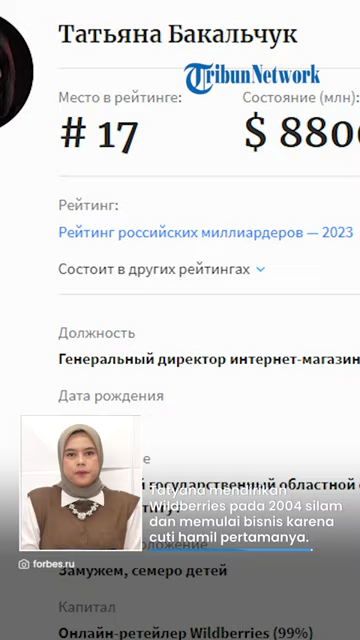 Татьяна Бакальчук
TribunNetwork
Место в рейтинге:
Состояние (млн):
# 17
$ 880
Рейтинг:
Рейтинг российских миллиардеров — 2023
Состоит в других рейтингах
Должность
Генеральный директор интернет-магазин
Дата рождения
государственный областной
Tatyana mendirikan
Wildberries pada 2004 silam
dan memulai bisnis karena
cuti hamil pertamanya.
forbes.ru
Замужем, семеро детей
Капитал
Онлайн-ретейлер Wildberries (99%)